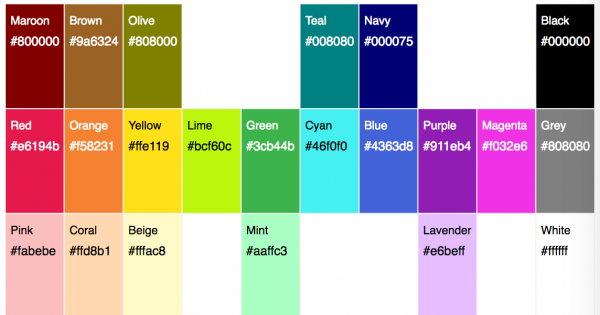 Maroon
#800000
Brown
#9a6324
Olive
#808000
Teal
#008080
Navy
#000075
Black
#000000
Red
#e6194b
Orange
#f58231
Yellow
#ffe119
Lime
#bcf60c
Green
#3cb44b
Cyan
#46f0f0
Blue
#4363d8
Purple
#911eb4
Magenta
#f032e6
Grey
#808080
Pink
#fabebe
Coral
#ffd8b1
Beige
#fffac8
Mint
#aaffc3
Lavender
#e6beff
White
#ffffff